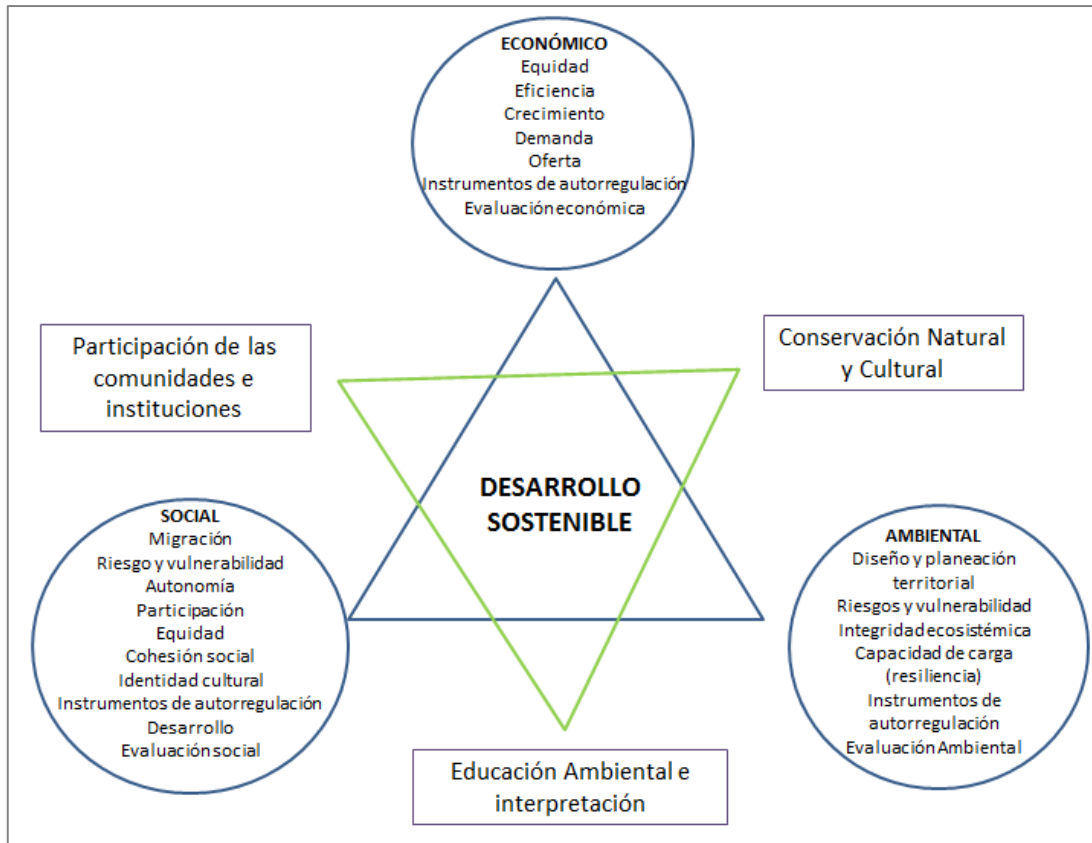 ECONÓMICO
Equidad
Eficiencia
Crecimiento
Demanda
Oferta
Instrumentos de autorregulación
Evaluación económica
Participación de las
comunidades e
instituciones
Conservación Natural
y Cultural
DESARROLLO
SOSTENIBLE
SOCIAL
Migración
Riesgo y vulnerabilidad
Autonomía
Participación
Equidad
Cohesión social
Identidad cultural
Instrumentos de autorregulación
Desarrollo
Evaluación social
AMBIENTAL
Diseño y planeación
territorial
Riesgos y vulnerabilidad
Integridad ecosistémica
Capacidad de carga
(resiliencia)
Instrumentos de
autorregulación
Evaluación Ambiental
Educación Ambiental e
interpretación